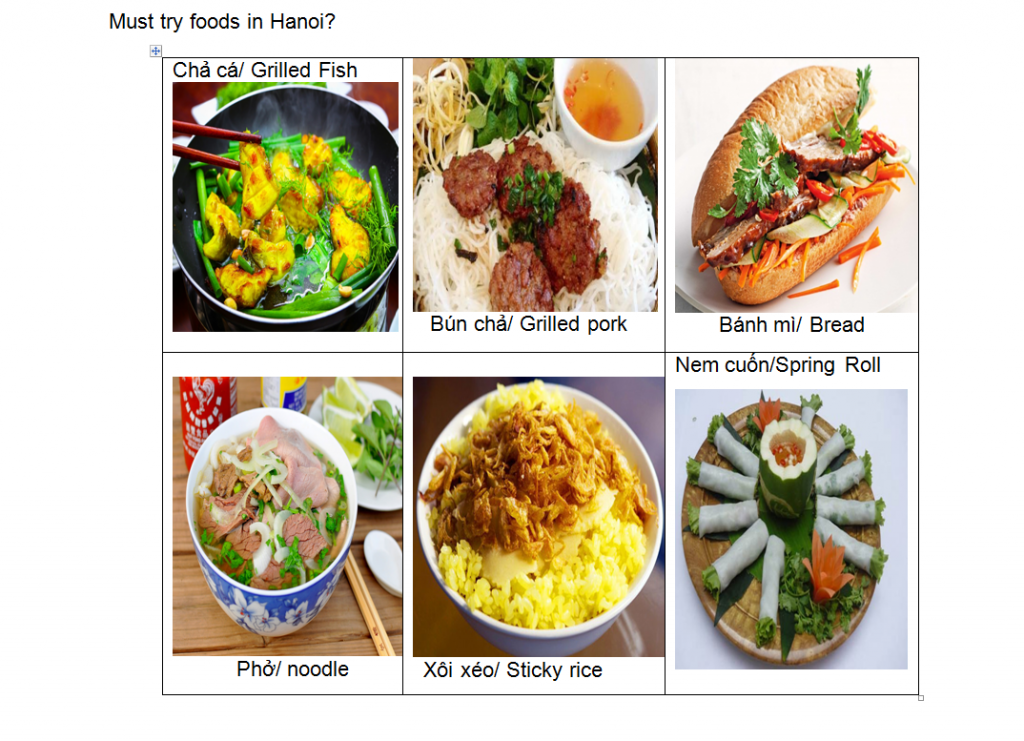 Must try foods in Hanoi?
Chả cá/ Grilled Fish
Bún chả/ Grilled pork
Bánh mì/ Bread
Phở/ noodle
Xôi xéo/ Sticky rice
Nem cuốn/Spring Roll